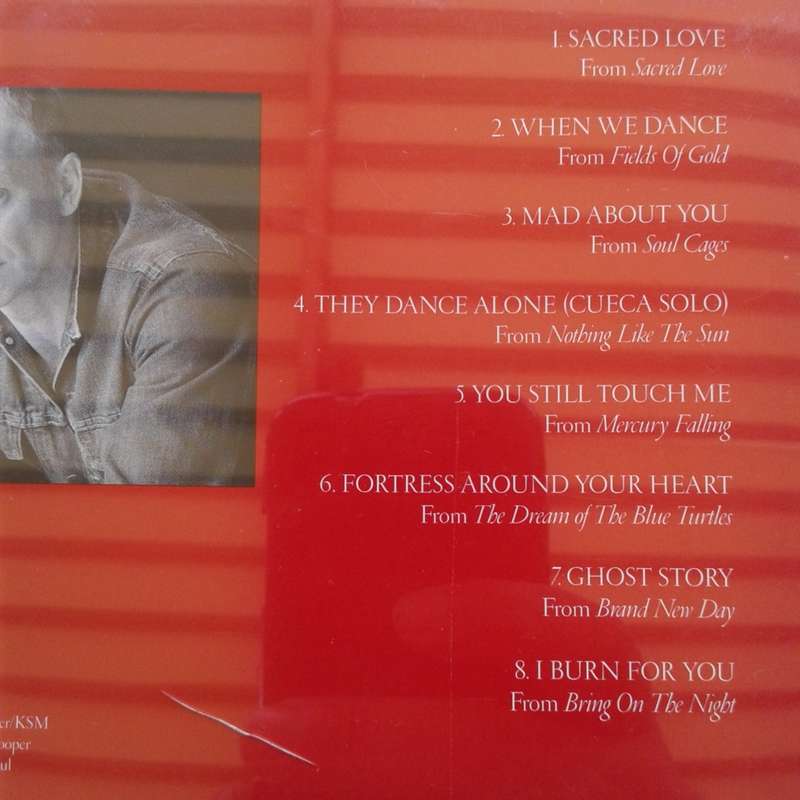 1. SACRED LOVE
From Sacred Love
2. WHEN WE DANCE
From Fields Of Gold
3. MAD ABOUT YOU
From Soul Cages
4. THEY DANCE ALONE (CUECA SOLO)
From Nothing Like The Sun
5. YOU STILL TOUCH ME
From Mercury Falling
6. FORTRESS AROUND YOUR HEART
From The Dream of The Blue Turtles
7. GHOST STORY
From Brand New Day
8. I BURN FOR YOU
From Bring On The Night
er/KSM
ooper
ul